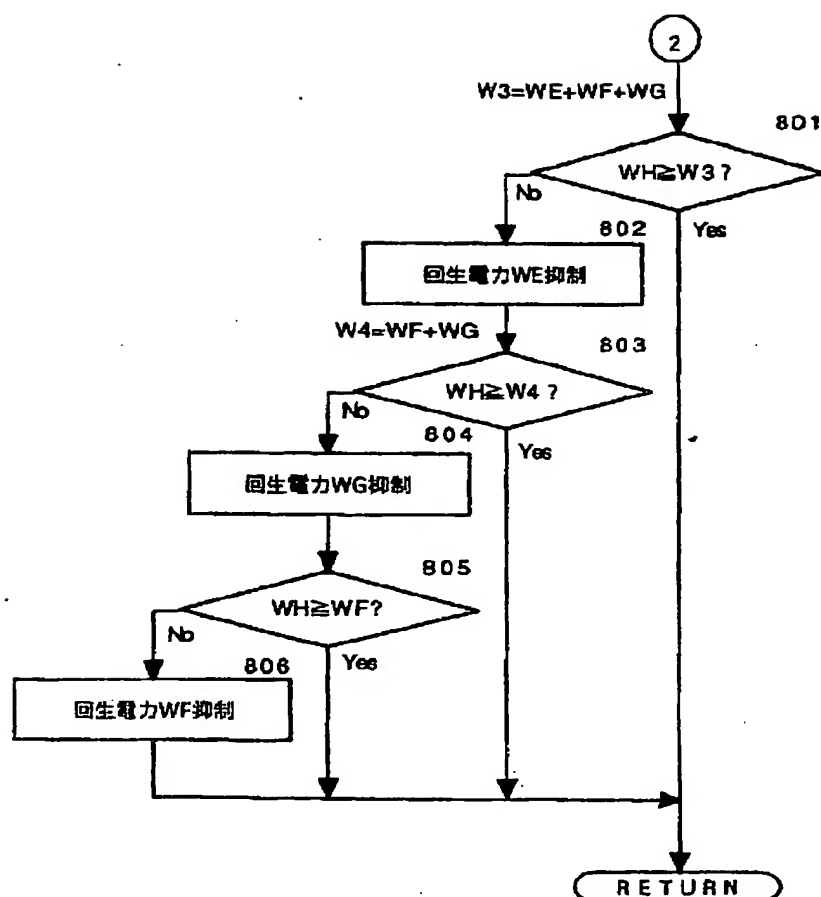 2
W3=WE+WF+WG
801
WH≧W3?
No
Yes
802
回生電力WE抑制
W4=WF+WG
803
WH≧W4?
No
Yes
804
回生電力WG抑制
805
WH≧WF?
No
Yes
806
回生電力WF抑制
RETURN